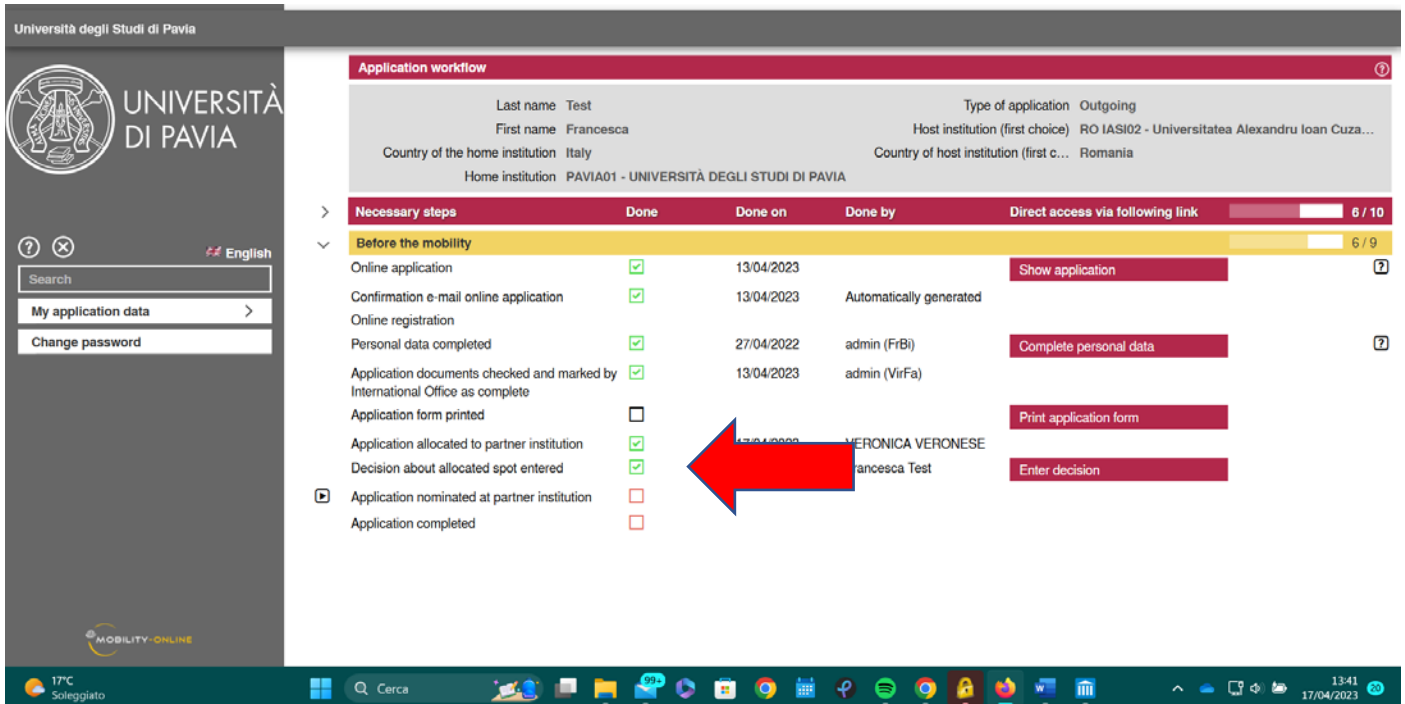 Università degli Studi di Pavia
UNIVERSITÀ
DI PAVIA
English
Search
My application data
Change password
MOBILITY-ONLINE
Application workflow
Last name Test Type of application Outgoing
First name Francesca Host institution (first choice) RO IASI02 - Universitatea Alexandru Ioan Cuza...
Country of the home institution Italy Country of host institution (first c... Romania
Home institution PAVIA01 - UNIVERSITÀ DEGLI STUDI DI PAVIA
Necessary steps Done Done on Done by Direct access via following link 6 / 10
Before the mobility 6 / 9
Online application 13/04/2023 Show application
Confirmation e-mail online application 13/04/2023 Automatically generated
Online registration
Personal data completed 27/04/2022 admin (FrBi) Complete personal data
Application documents checked and marked by 13/04/2023 admin (VirFa)
International Office as complete
Application form printed Print application form
Application allocated to partner institution 17/04/2023 VERONICA VERONESE
Decision about allocated spot entered Francesca Test Enter decision
Application nominated at partner institution
Application completed
17°C
Soleggiato
Cerca
99+
13:41
17/04/2023
20